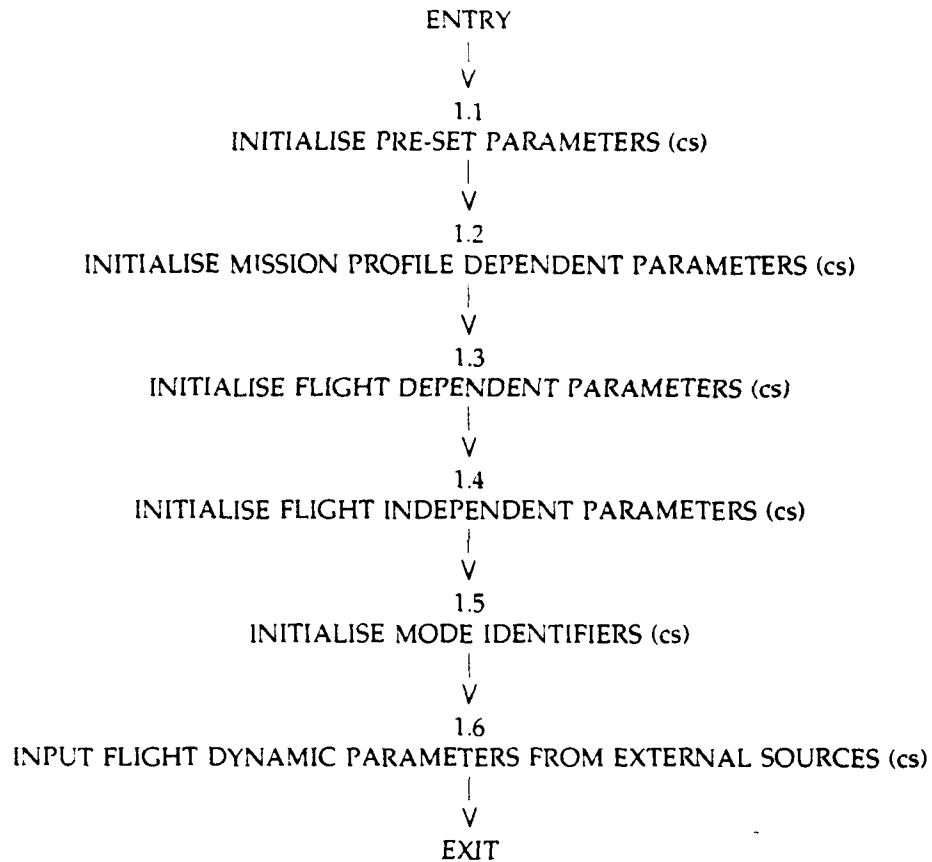 ENTRY
|
V
1.1
INITIALISE PRE-SET PARAMETERS (cs)
|
V
1.2
INITIALISE MISSION PROFILE DEPENDENT PARAMETERS (cs)
|
V
1.3
INITIALISE FLIGHT DEPENDENT PARAMETERS (cs)
|
V
1.4
INITIALISE FLIGHT INDEPENDENT PARAMETERS (cs)
|
V
1.5
INITIALISE MODE IDENTIFIERS (cs)
|
V
1.6
INPUT FLIGHT DYNAMIC PARAMETERS FROM EXTERNAL SOURCES (cs)
|
V
EXIT